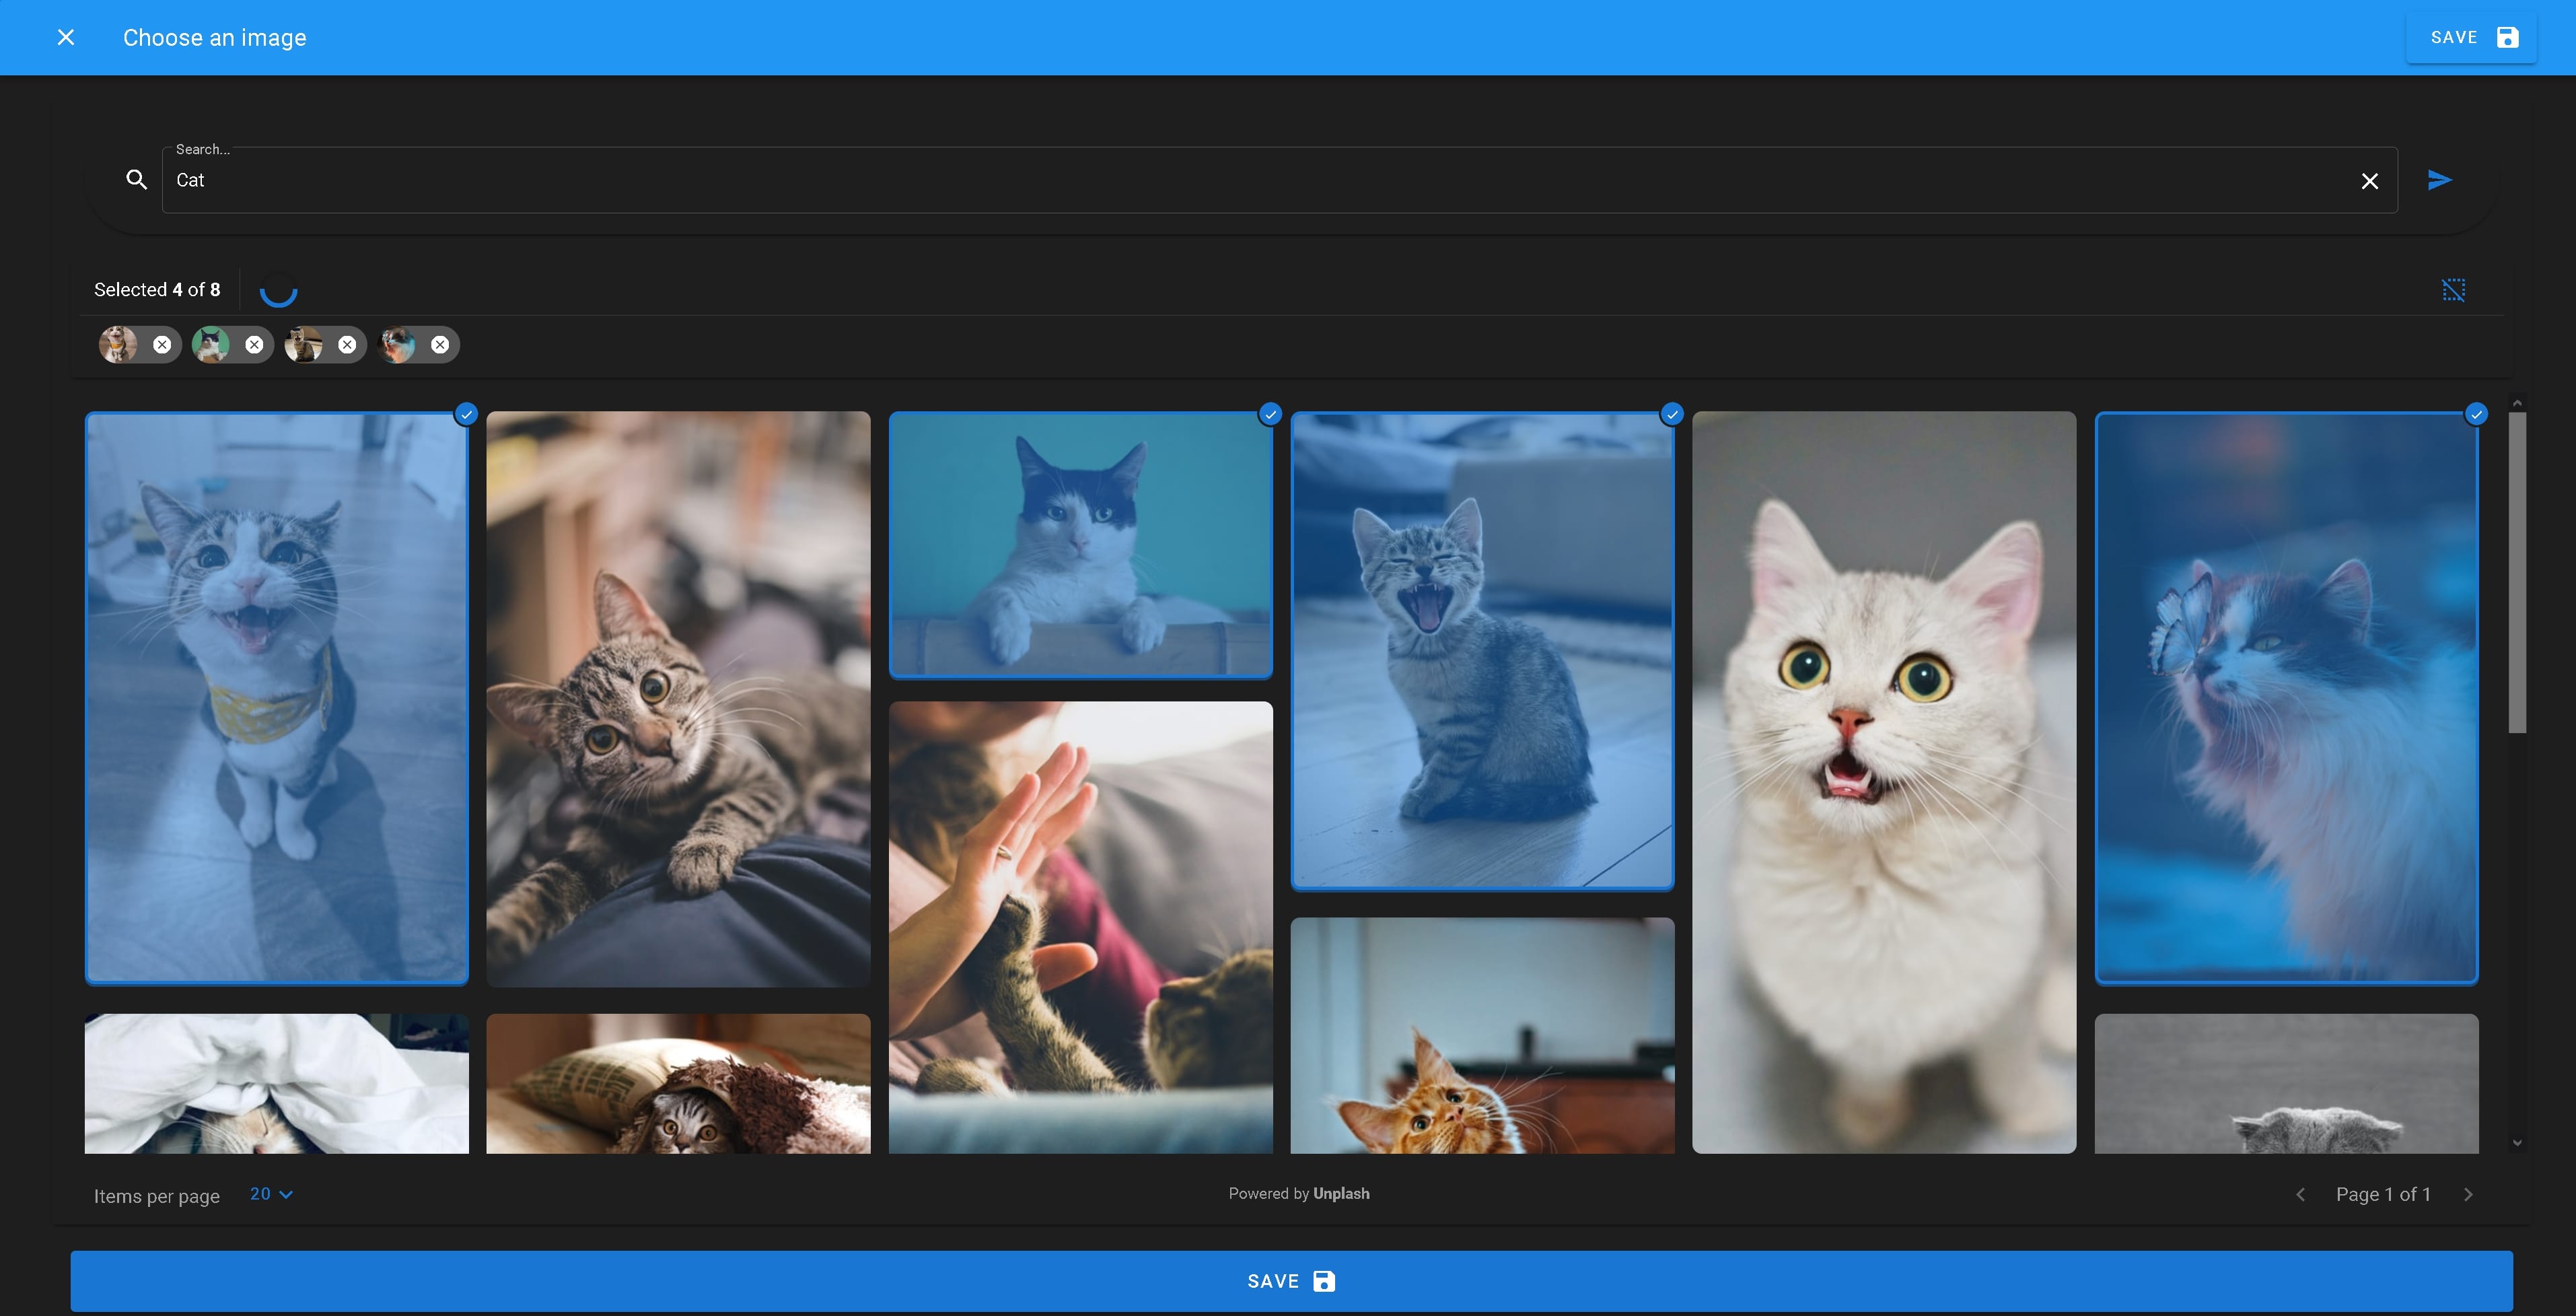 Choose an image
SAVE
Search...
Cat
Selected 4 of 8
Items per page
20
Powered by Unplash
Page 1 of 1
SAVE